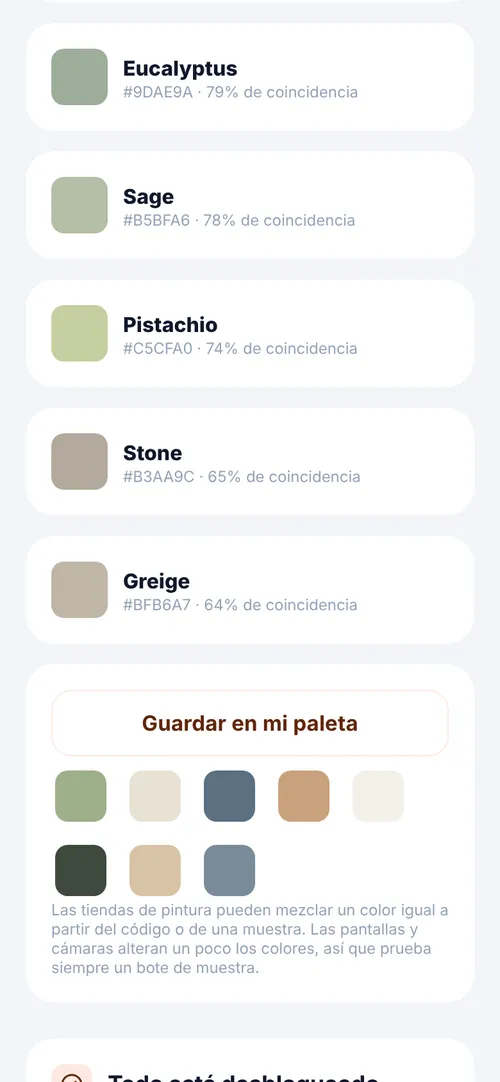 Eucalyptus
#9DAE9A · 79% de coincidencia
Sage
#B5BFA6 · 78% de coincidencia
Pistachio
#C5CFA0 · 74% de coincidencia
Stone
#B3AA9C · 65% de coincidencia
Greige
#BFB6A7 · 64% de coincidencia
Guardar en mi paleta
Las tiendas de pintura pueden mezclar un color igual a
partir del código o de una muestra. Las pantallas y
cámaras alteran un poco los colores, así que prueba
siempre un bote de muestra.
Todo está desbloqueado